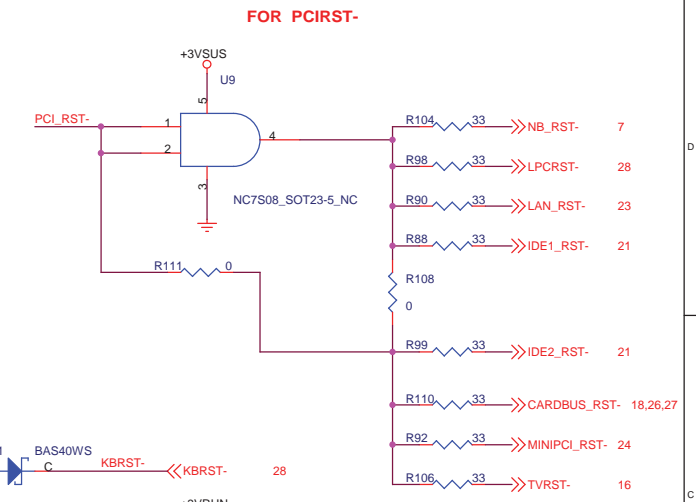 FOR PCIRST-
+3VSUS
U9
5
PCI_RST-
1
2
4
3
NC7S08_SOT23-5_NC
R104 33 NB_RST- 7
R98 33 LPCRST- 28
R90 33 LAN_RST- 23
R88 33 IDE1_RST- 21
R111 0
R108
0
R99 33 IDE2_RST- 21
R110 33 CARDBUS_RST- 18,26,27
R92 33 MINIPCI_RST- 24
R106 33 TVRST- 16
D
C
BAS40WS
C
KBRST-
KBRST- 28